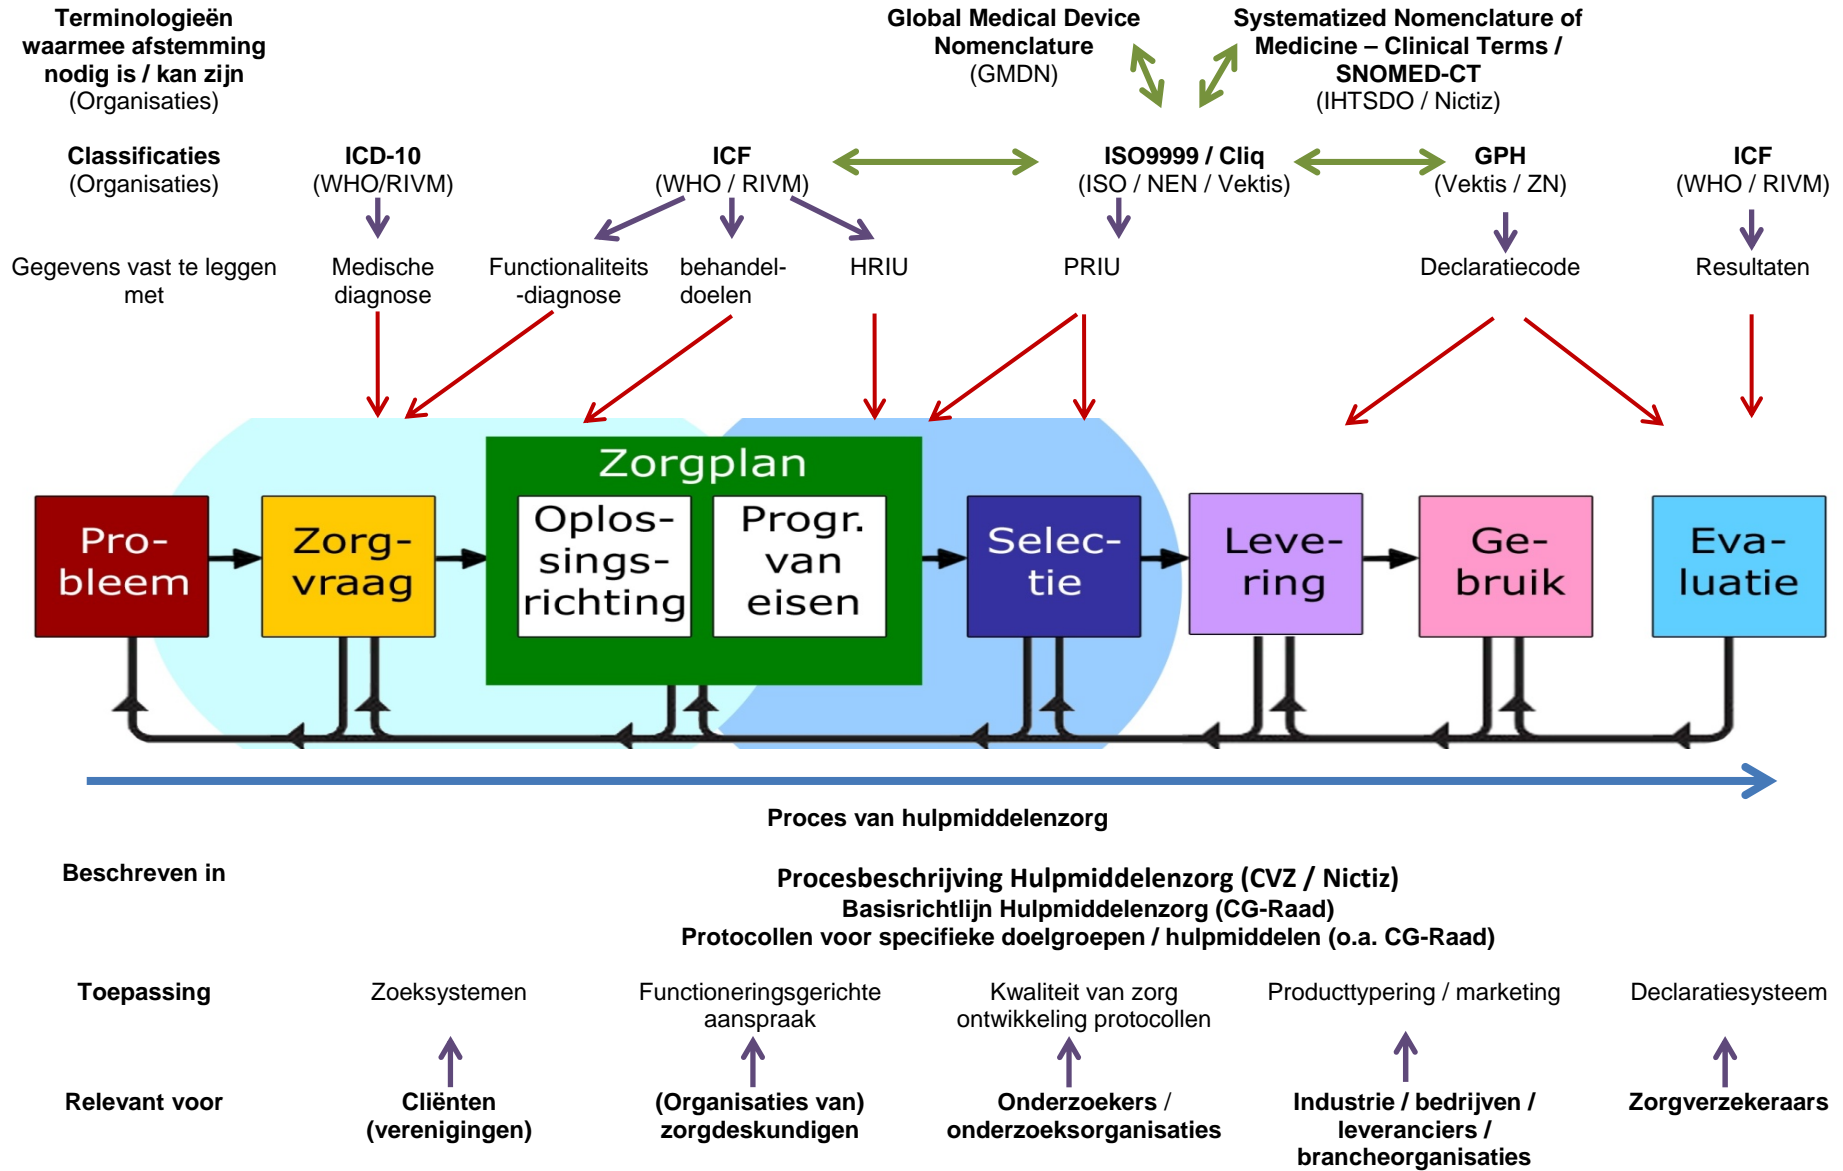 Terminologieën
waarmee afstemming
nodig is / kan zijn
(Organisaties)
Global Medical Device
Nomenclature
(GMDN)
Systematized Nomenclature of
Medicine – Clinical Terms /
SNOMED-CT
(IHTSDO / Nictiz)
Classificaties
(Organisaties)
ICD-10
(WHO/RIVM)
ICF
(WHO / RIVM)
ISO9999 / Cliq
(ISO / NEN / Vektis)
GPH
(Vektis / ZN)
ICF
(WHO / RIVM)
Gegevens vast te leggen
met
Medische
diagnose
Functionaliteits
-diagnose
behandel-
doelen
HRIU
PRIU
Declaratiecode
Resultaten
Pro-
bleem
Zorg-
vraag
Zorgplan
Oplos-
sings-
richting
Progr.
van
eisen
Selec-
tie
Leve-
ring
Ge-
bruik
Eva-
luatie
Proces van hulpmiddelenzorg
Beschreven in
Procesbeschrijving Hulpmiddelenzorg (CVZ / Nictiz)
Basisrichtlijn Hulpmiddelenzorg (CG-Raad)
Protocollen voor specifieke doelgroepen / hulpmiddelen (o.a. CG-Raad)
Toepassing
Zoeksystemen
Functioneringsgerichte
aanspraak
Kwaliteit van zorg
ontwikkeling protocollen
Producttypering / marketing
Declaratiesysteem
Relevant voor
Cliënten
(verenigingen)
(Organisaties van)
zorgdeskundigen
Onderzoekers /
onderzoeksorganisaties
Industrie / bedrijven /
leveranciers /
brancheorganisaties
Zorgverzekeraars